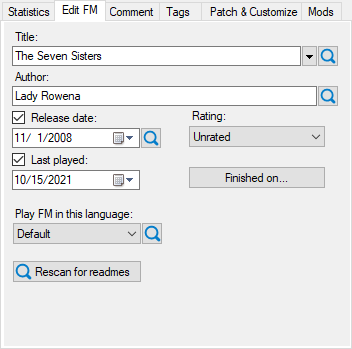 Statistics Edit FM Comment Tags Patch & Customize Mods
Title:
The Seven Sisters
Author:
Lady Rowena
Release date: Rating:
11/ 1/2008 Unrated
Last played:
10/15/2021 Finished on...
Play FM in this language:
Default
Rescan for readmes